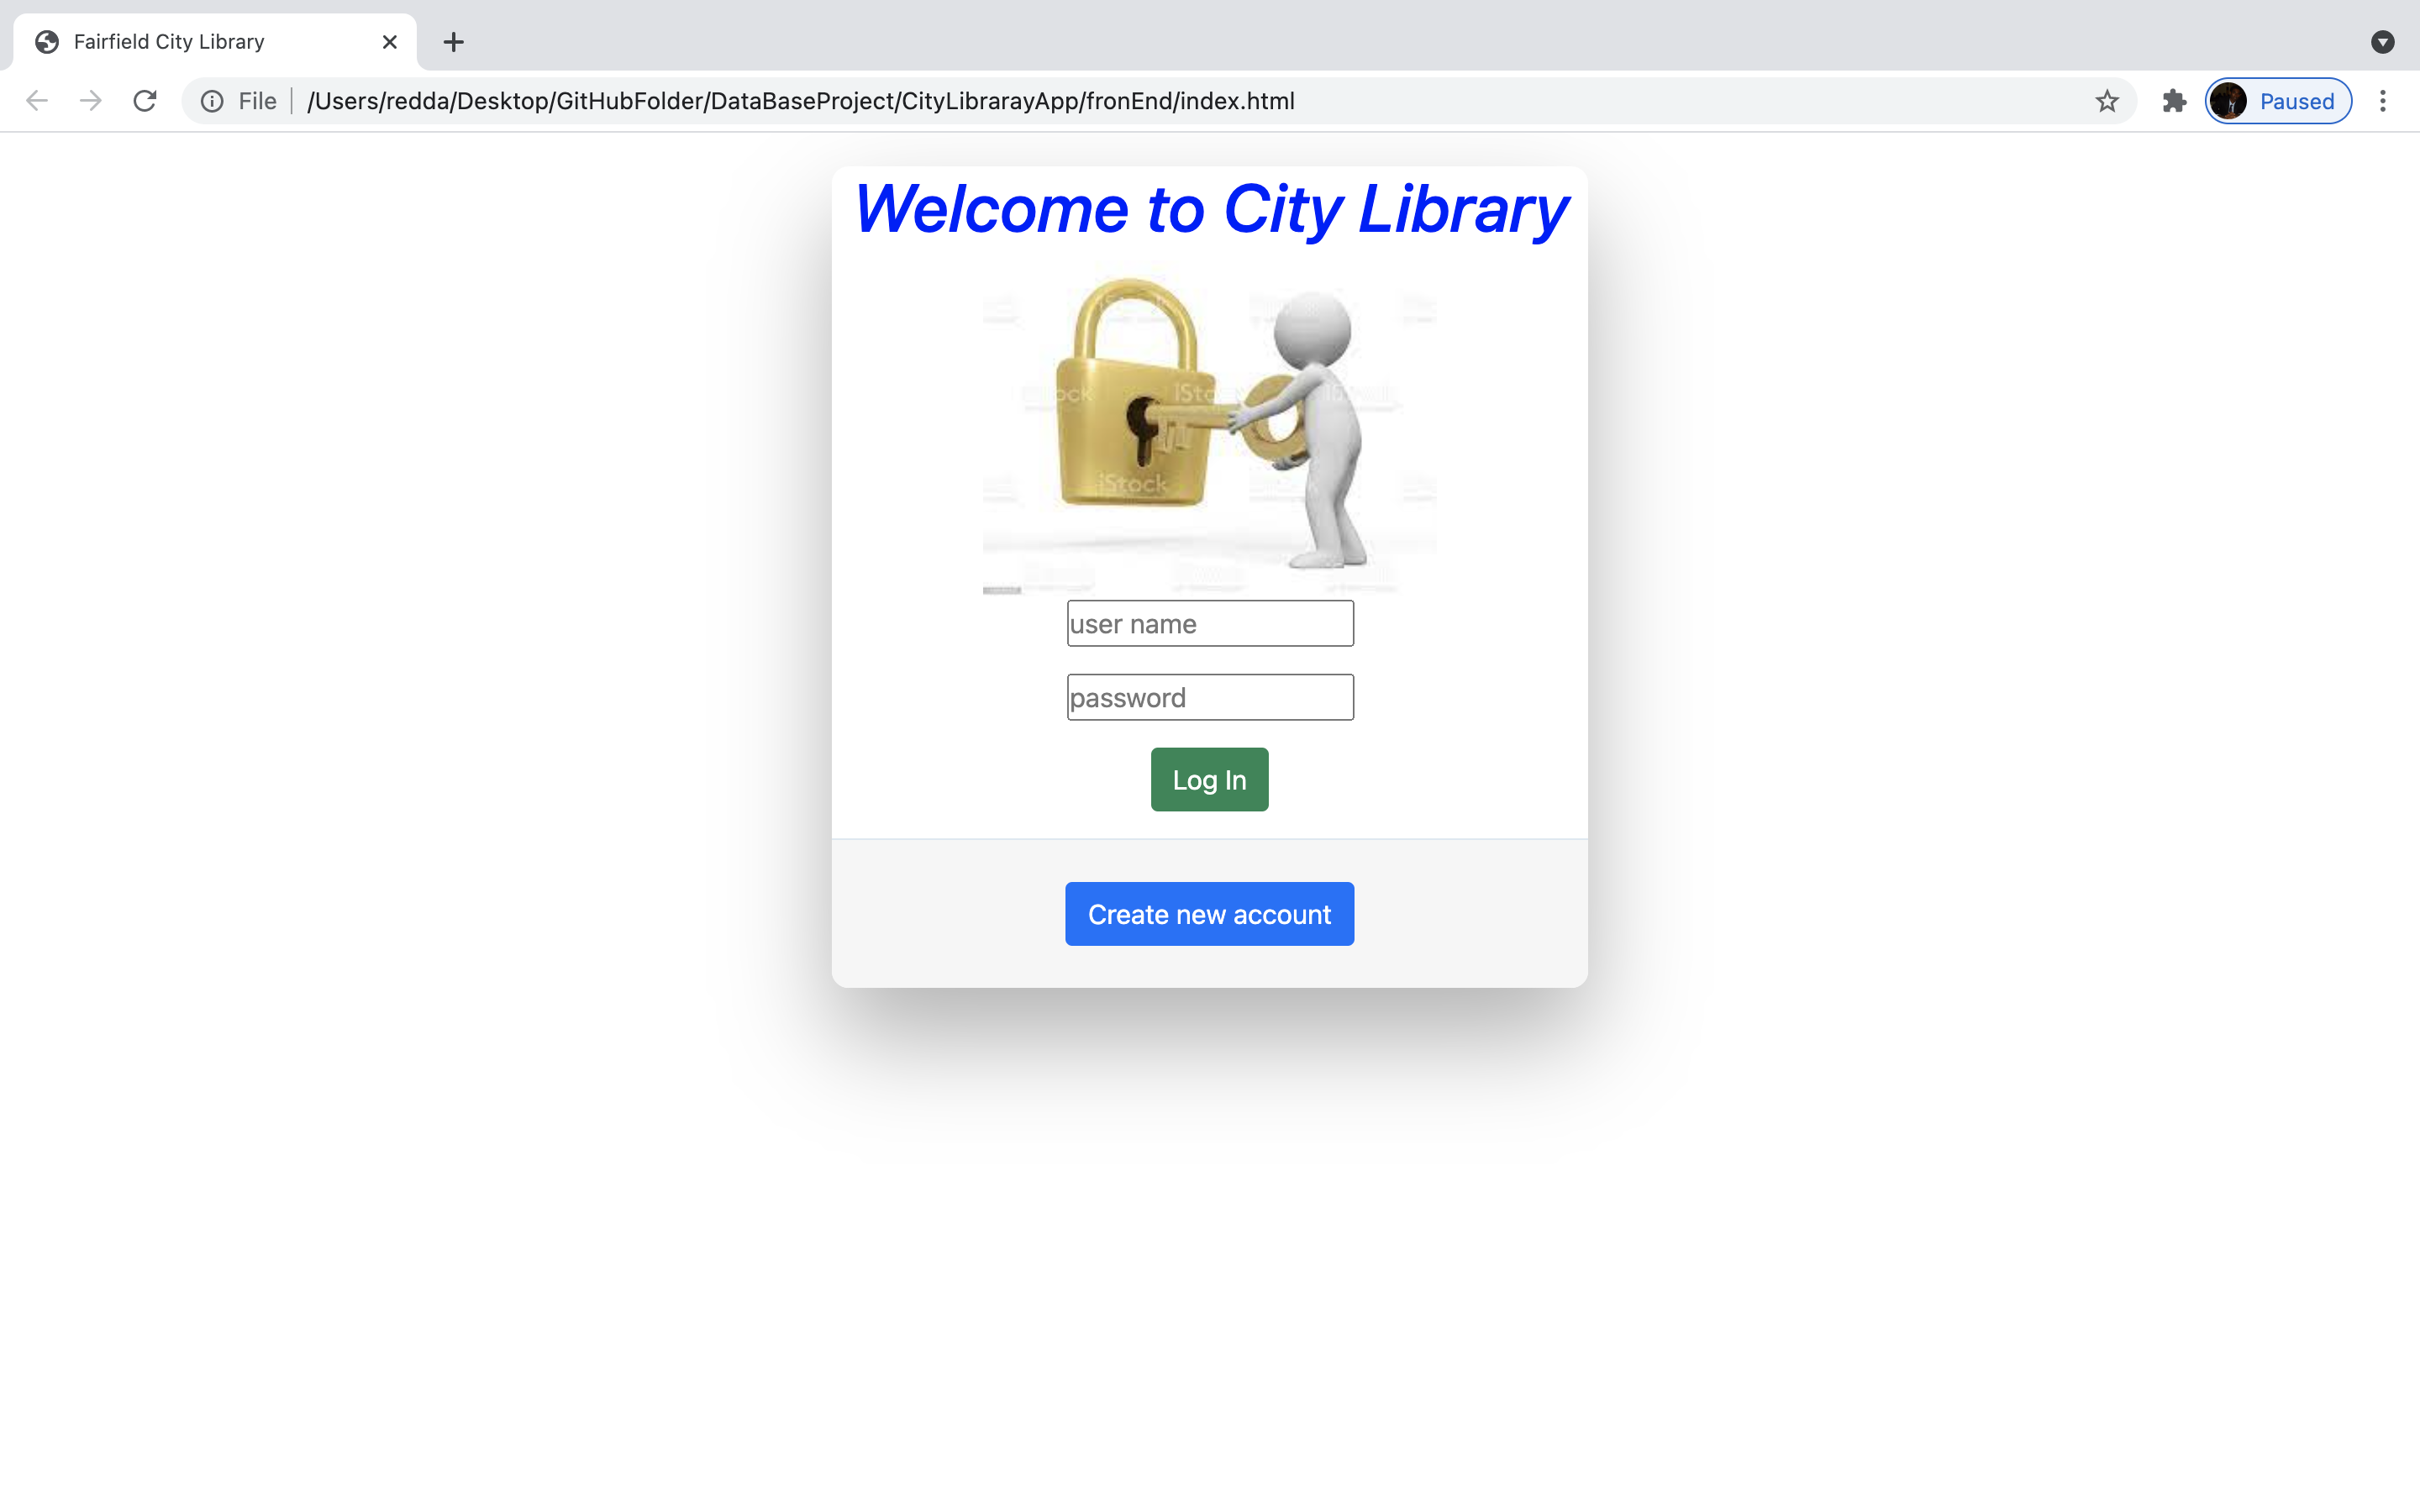 Fairfield City Library
File
/Users/redda/Desktop/GitHubFolder/DataBaseProject/CityLibrarayApp/fronEnd/index.html
Paused
Welcome to City Library
iStock
iStock
user name
password
Log In
Create new account